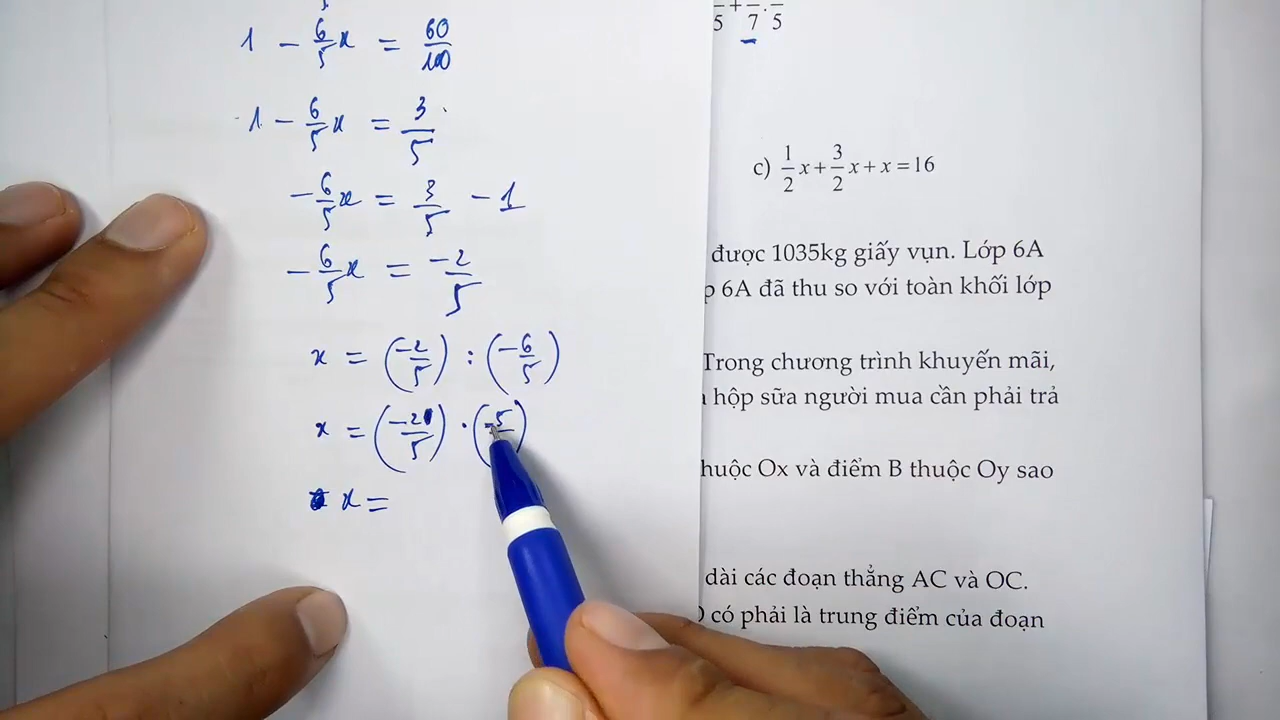 1 - 6/5 x = 60/100
1 - 6/5 x = 3/5
- 6/5 x = 3/5 - 1
- 6/5 x = -2/5
x = (-2/5) : (-6/5)
x = (-2/5) · (-5
x =
5 + 7 . 5
c) 1/2 x + 3/2 x + x = 16
được 1035kg giấy vụn. Lớp 6A
6A đã thu so với toàn khối lớp
Trong chương trình khuyến mãi,
hộp sữa người mua cần phải trả
thuộc Ox và điểm B thuộc Oy sao
dài các đoạn thẳng AC và OC.
có phải là trung điểm của đoạn